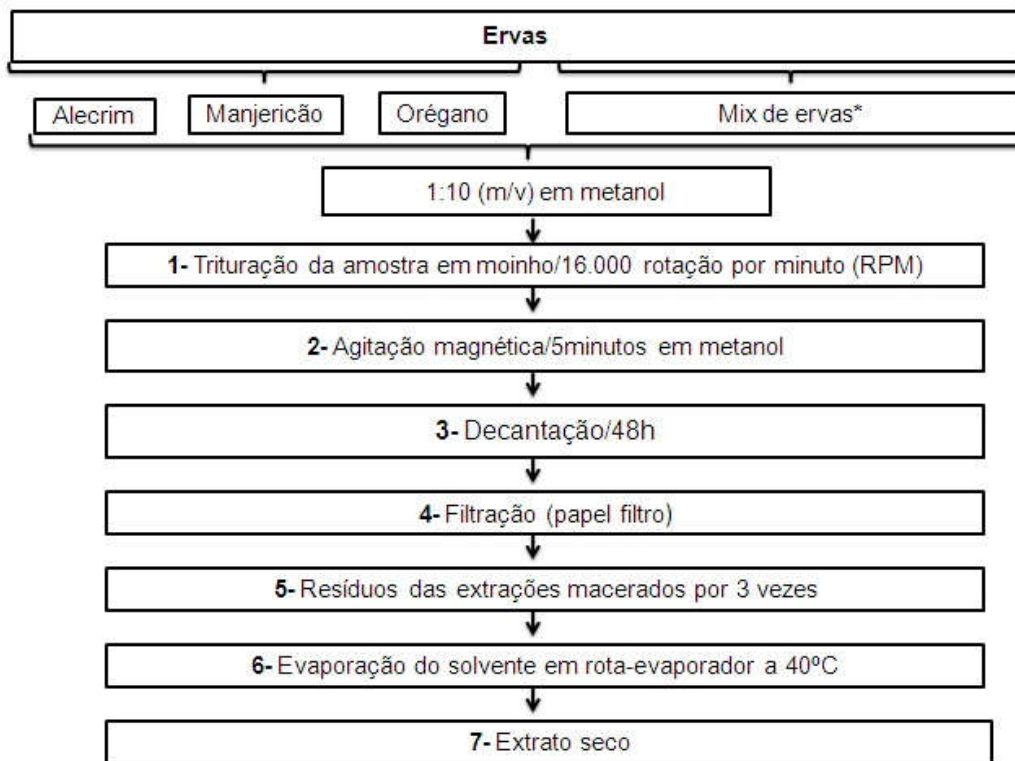 Ervas
Alecrim
Manjericão
Orégano
Mix de ervas*
1:10 (m/v) em metanol
1- Trituração da amostra em moinho/16.000 rotação por minuto (RPM)
2- Agitação magnética/5minutos em metanol
3- Decantação/48h
4- Filtração (papel filtro)
5- Resíduos das extrações macerados por 3 vezes
6- Evaporação do solvente em rota-evaporador a 40ºC
7- Extrato seco